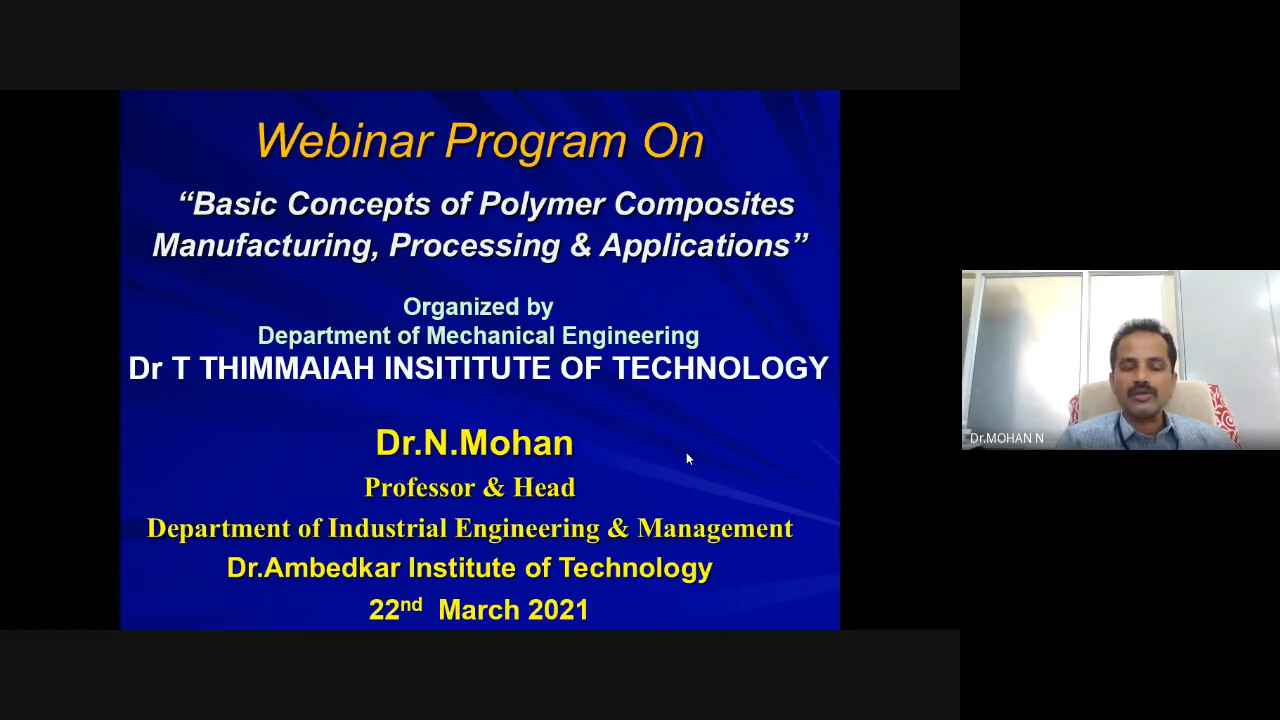 Webinar Program On
“Basic Concepts of Polymer Composites
Manufacturing, Processing & Applications”
Organized by
Department of Mechanical Engineering
Dr T THIMMAIAH INSITITUTE OF TECHNOLOGY
Dr.N.Mohan
Professor & Head
Department of Industrial Engineering & Management
Dr.Ambedkar Institute of Technology
22nd March 2021
Dr.MOHAN N